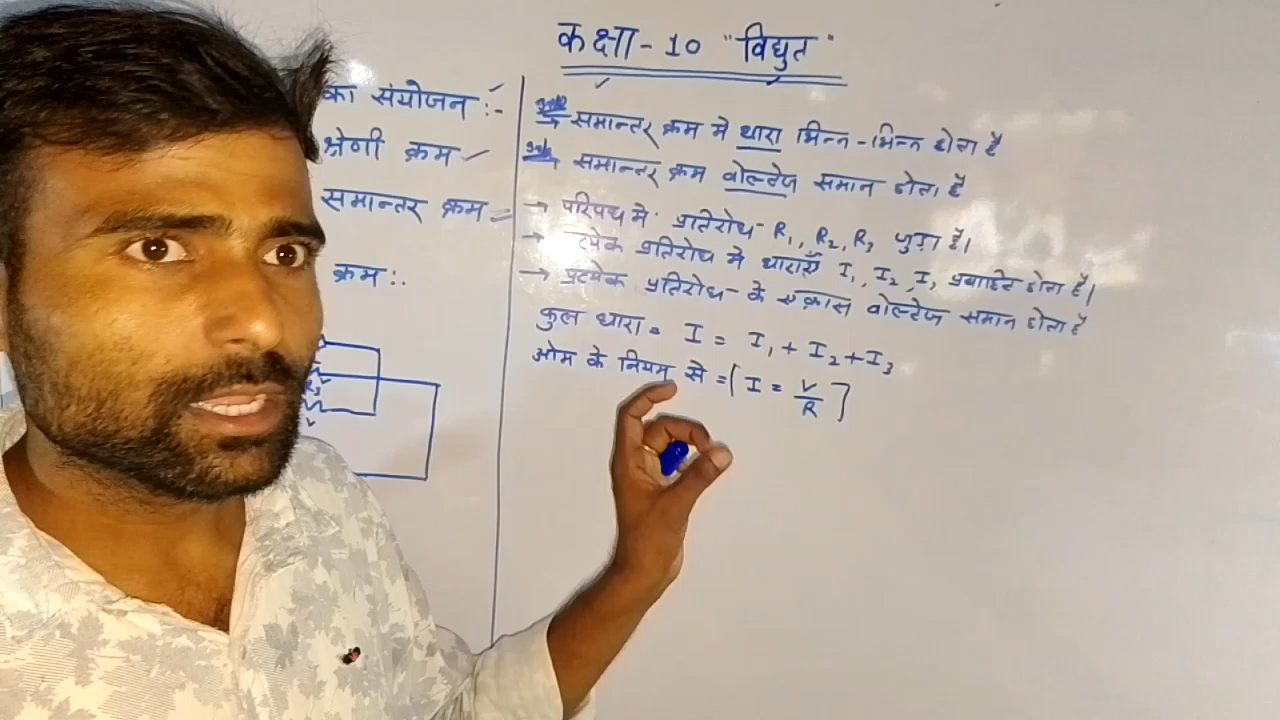 कक्षा - 10 "विद्युत"
का संयोजन :-
श्रेणी क्रम
समान्तर क्रम =
क्रम :
R3
V
→ समान्तर क्रम में धारा भिन्न-भिन्न होता है
→ समान्तर क्रम वोल्टेज समान होता है
→ परिपथ में प्रतिरोध - R1, R2, R3 जुड़ा है।
→ प्रतिरोध में धाराएँ I1, I2, I3 प्रवाहित होता है।
→ प्रत्येक प्रतिरोध - के एक्रास वोल्टेज समान होता है
कुल धारा = I = I1 + I2 + I3
ओम के नियम से = ( I = V/R ]